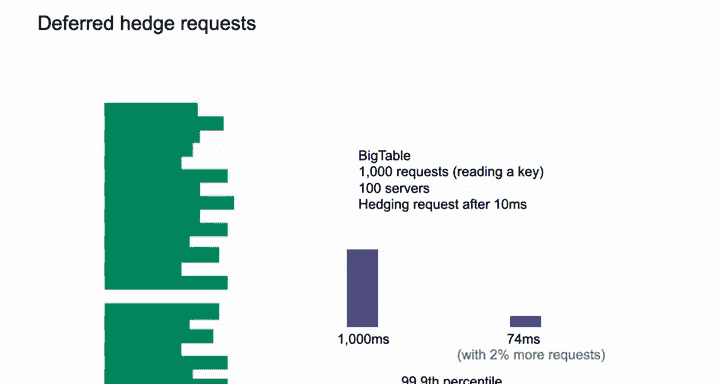 Deferred hedge requests
BigTable
1,000 requests (reading a key)
100 servers
Hedging request after 10ms
1,000ms
74ms
(with 2% more requests)
99.9th percentile